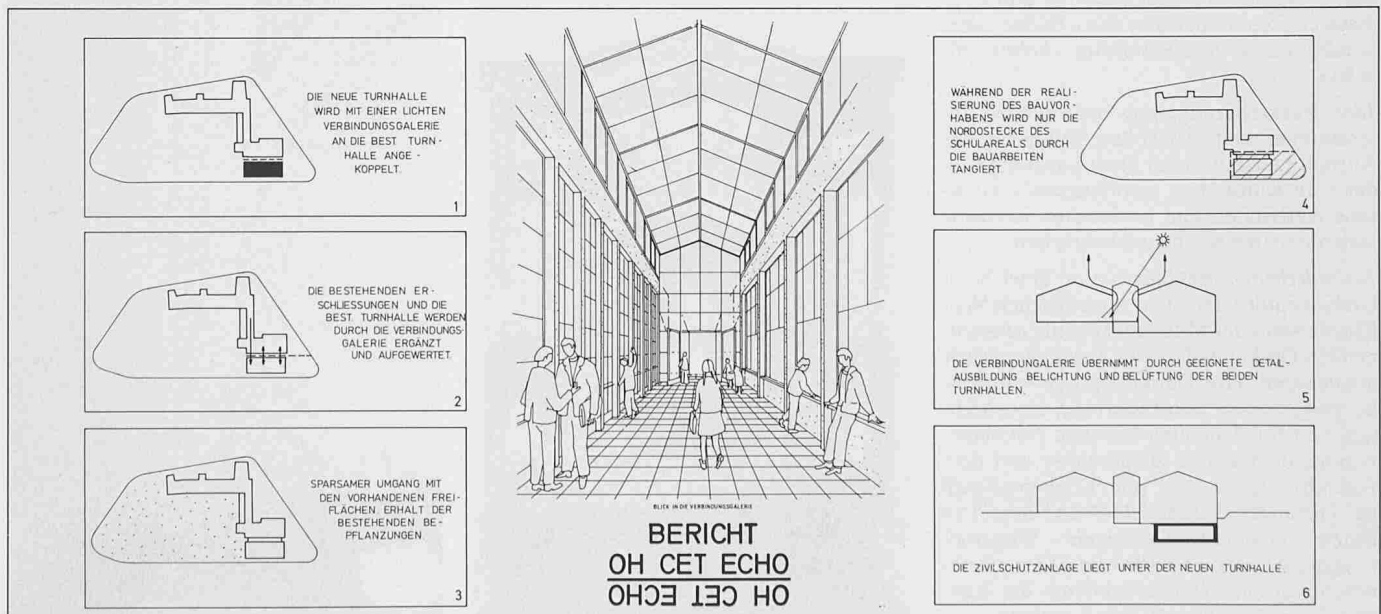 DIE NEUE TURNHALLE
WIRD MIT EINER LICHTEN
VERBINDUNGSGALERIE
AN DIE BEST TURN-
HALLE ANGE -
KOPPELT.
1
DIE BESTEHENDEN ER-
SCHLIESSUNGEN UND DIE
BEST. TURNHALLE WERDEN
DURCH DIE VERBINDUNGS-
GALERIE ERGÄNZT
UND AUFGEWERTET.
2
SPARSAMER UMGANG MIT
DEN VORHANDENEN FREI-
FLÄCHEN. ERHALT DER
BESTEHENDEN BE-
PFLANZUNGEN.
3
BLICK IN DIE VERBINDUNGSGALERIE
BERICHT
OH CET ECHO
OH CET ECHO
WÄHREND DER REALI-
SIERUNG DES BAUVOR-
HABENS WIRD NUR DIE
NORDOSTECKE DES
SCHULAREALS DURCH
DIE BAUARBEITEN
TANGIERT.
4
DIE VERBINDUNGALERIE ÜBERNIMMT DURCH GEEIGNETE DETAIL-
AUSBILDUNG BELICHTUNG UND BELÜFTUNG DER BEIDEN
TURNHALLEN.
5
DIE ZIVILSCHUTZANLAGE LIEGT UNTER DER NEUEN TURNHALLE
6